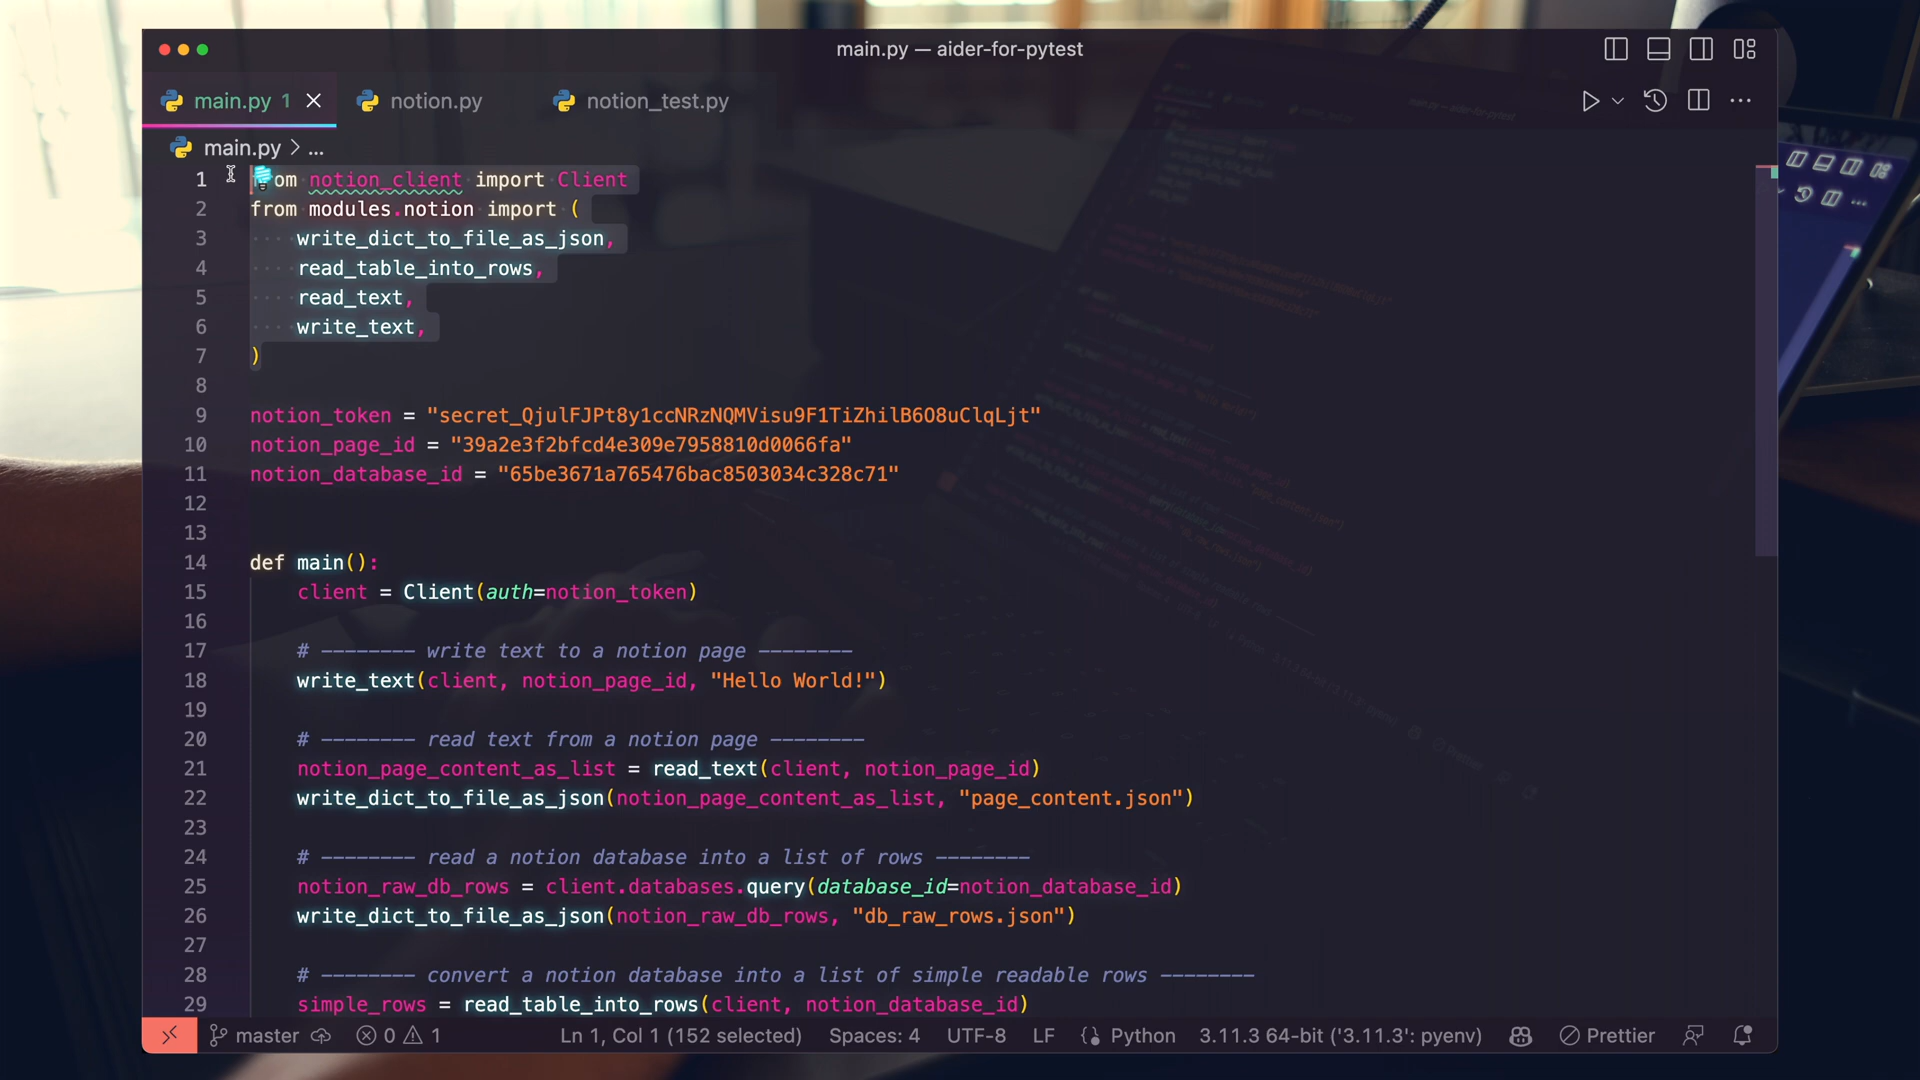 main.py — aider-for-pytest
main.py 1 notion.py notion_test.py
main.py > ...
1 from notion_client import Client
2 from modules.notion import (
3 write_dict_to_file_as_json,
4 read_table_into_rows,
5 read_text,
6 write_text,
7 )
8
9 notion_token = "secret_QjulFJPt8y1ccNRzNQMVisu9F1TiZhilB6O8uClqLjt"
10 notion_page_id = "39a2e3f2bfcd4e309e7958810d0066fa"
11 notion_database_id = "65be3671a765476bac8503034c328c71"
12
13
14 def main():
15 client = Client(auth=notion_token)
16
17 # -------- write text to a notion page --------
18 write_text(client, notion_page_id, "Hello World!")
19
20 # -------- read text from a notion page --------
21 notion_page_content_as_list = read_text(client, notion_page_id)
22 write_dict_to_file_as_json(notion_page_content_as_list, "page_content.json")
23
24 # -------- read a notion database into a list of rows --------
25 notion_raw_db_rows = client.databases.query(database_id=notion_database_id)
26 write_dict_to_file_as_json(notion_raw_db_rows, "db_raw_rows.json")
27
28 # -------- convert a notion database into a list of simple readable rows --------
29 simple_rows = read_table_into_rows(client, notion_database_id)
master 0 1 Ln 1, Col 1 (152 selected) Spaces: 4 UTF-8 LF Python 3.11.3 64-bit ('3.11.3': pyenv) Prettier